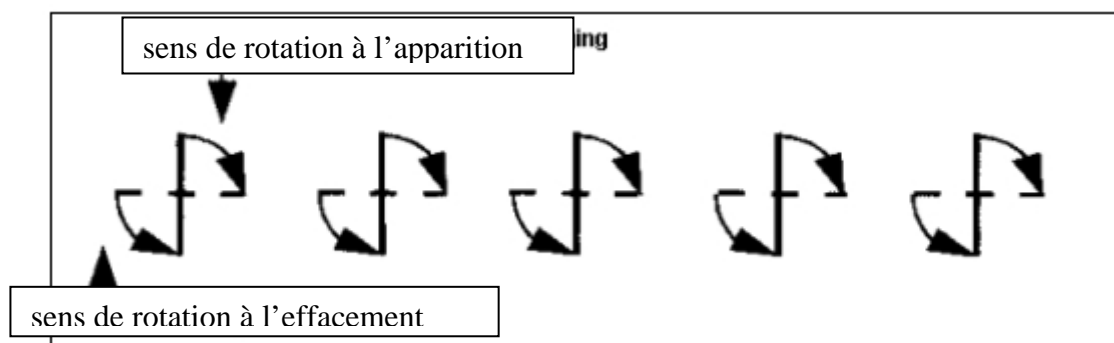 sens de rotation à l'apparition
ing
sens de rotation à l'effacement